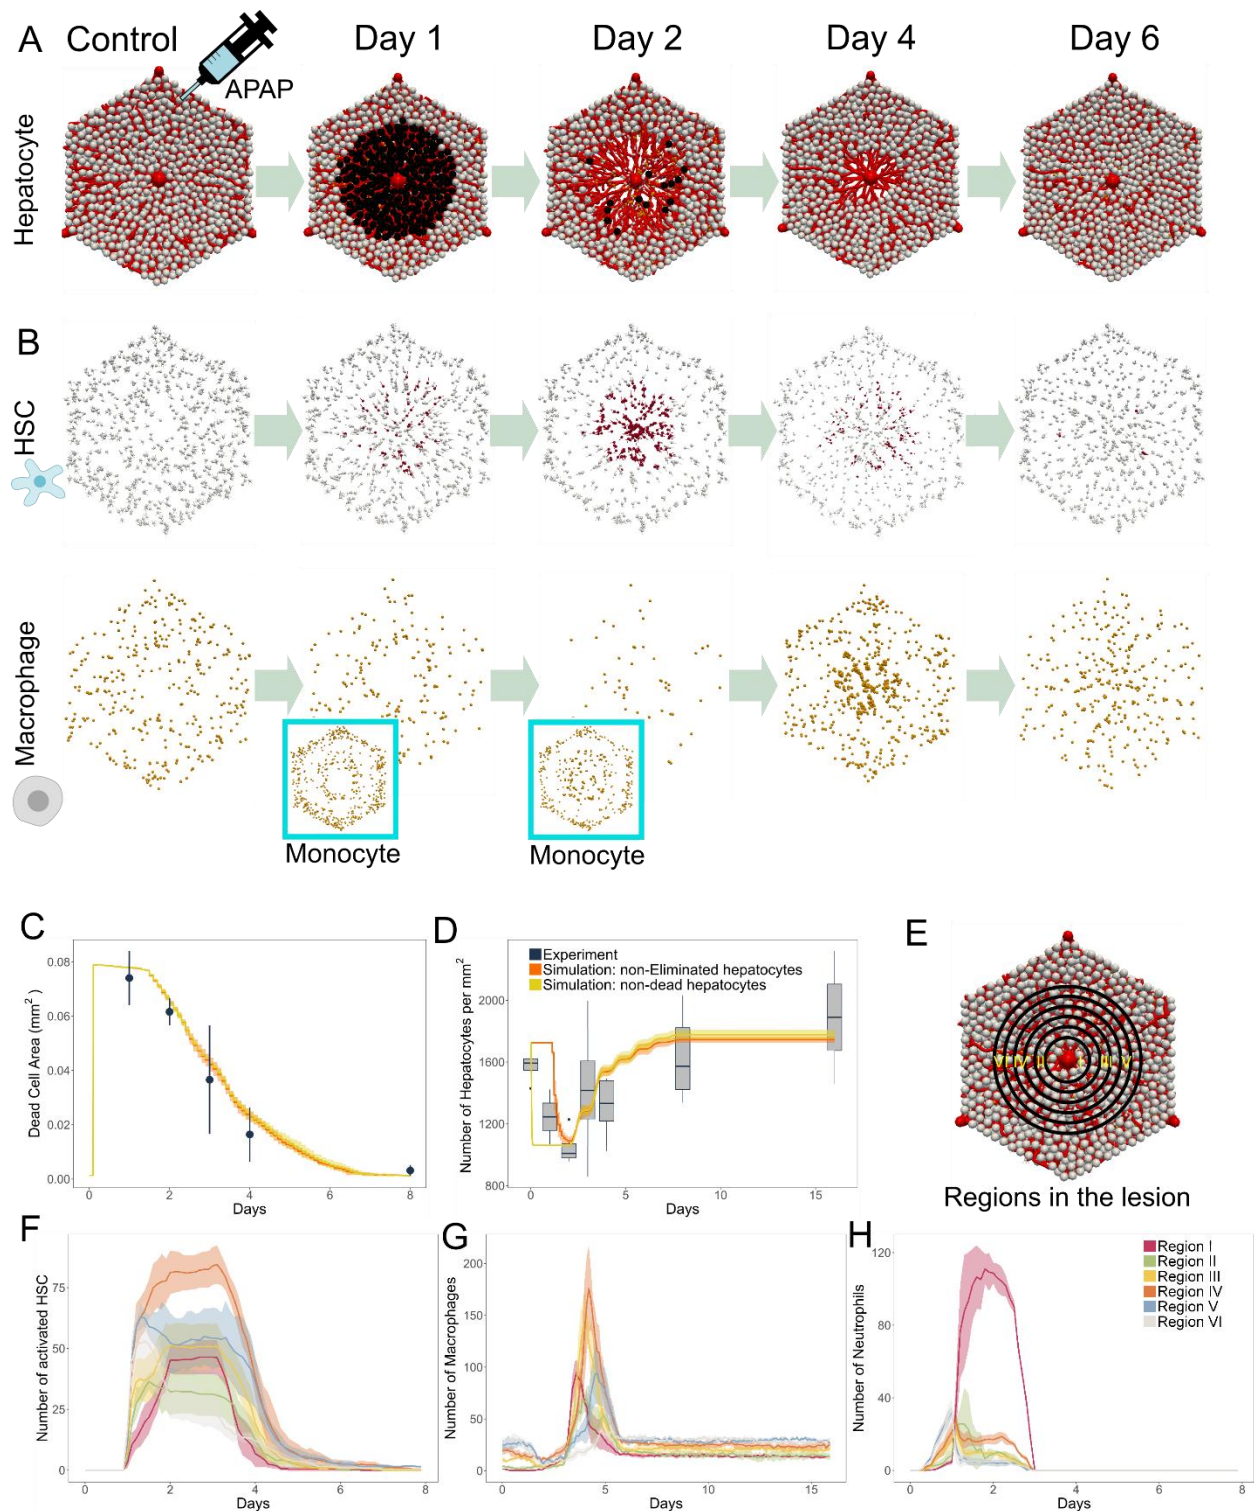 A
Control
APAP
Day 1
Day 2
Day 4
Day 6
Hepatocyte
B
HSC
Macrophage
Monocyte
Monocyte
C
Dead Cell Area (mm²)
0.08
0.06
0.04
0.02
0.00
0 2 4 6 8
Days
D
Number of Hepatocytes per mm²
Experiment
Simulation: non-Eliminated hepatocytes
Simulation: non-dead hepatocytes
2000
1600
1200
800
0 5 10 15
Days
E
VI IV II I III V
Regions in the lesion
F
Number of activated HSC
75
50
25
0
0 2 4 6 8
Days
G
Number of Macrophages
200
150
100
50
0
0 5 10 15
Days
H
Number of Neutrophils
120
80
40
0
0 2 4 6 8
Days
Region I
Region II
Region III
Region IV
Region V
Region VI